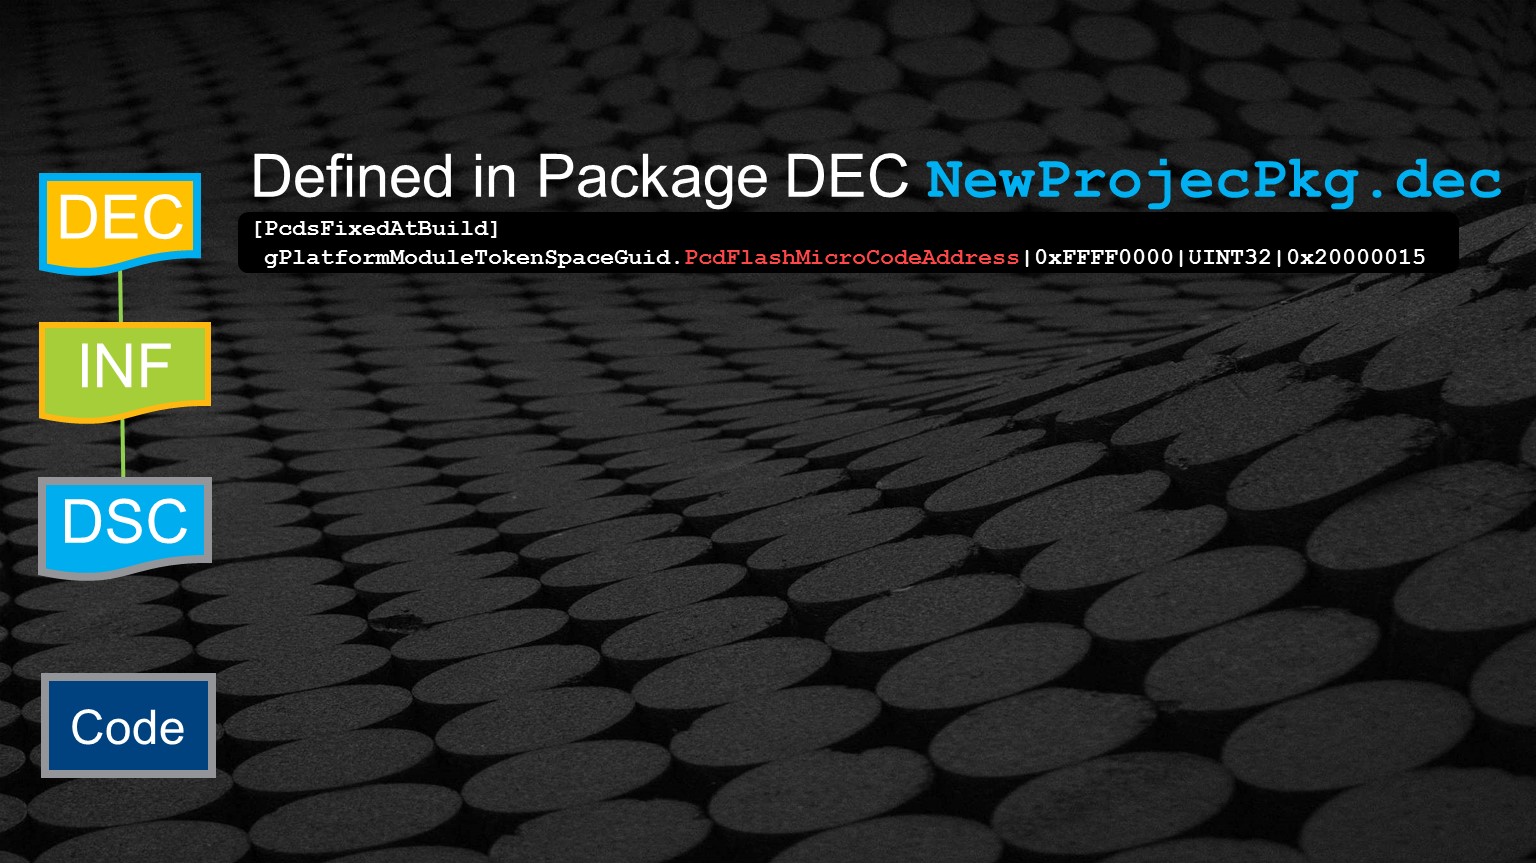 Defined in Package DEC NewProjecPkg.dec
DEC
[PcdsFixedAtBuild]
gPlatformModuleTokenSpaceGuid.PcdFlashMicroCodeAddress|0xFFFF0000|UINT32|0x20000015
INF
DSC
Code